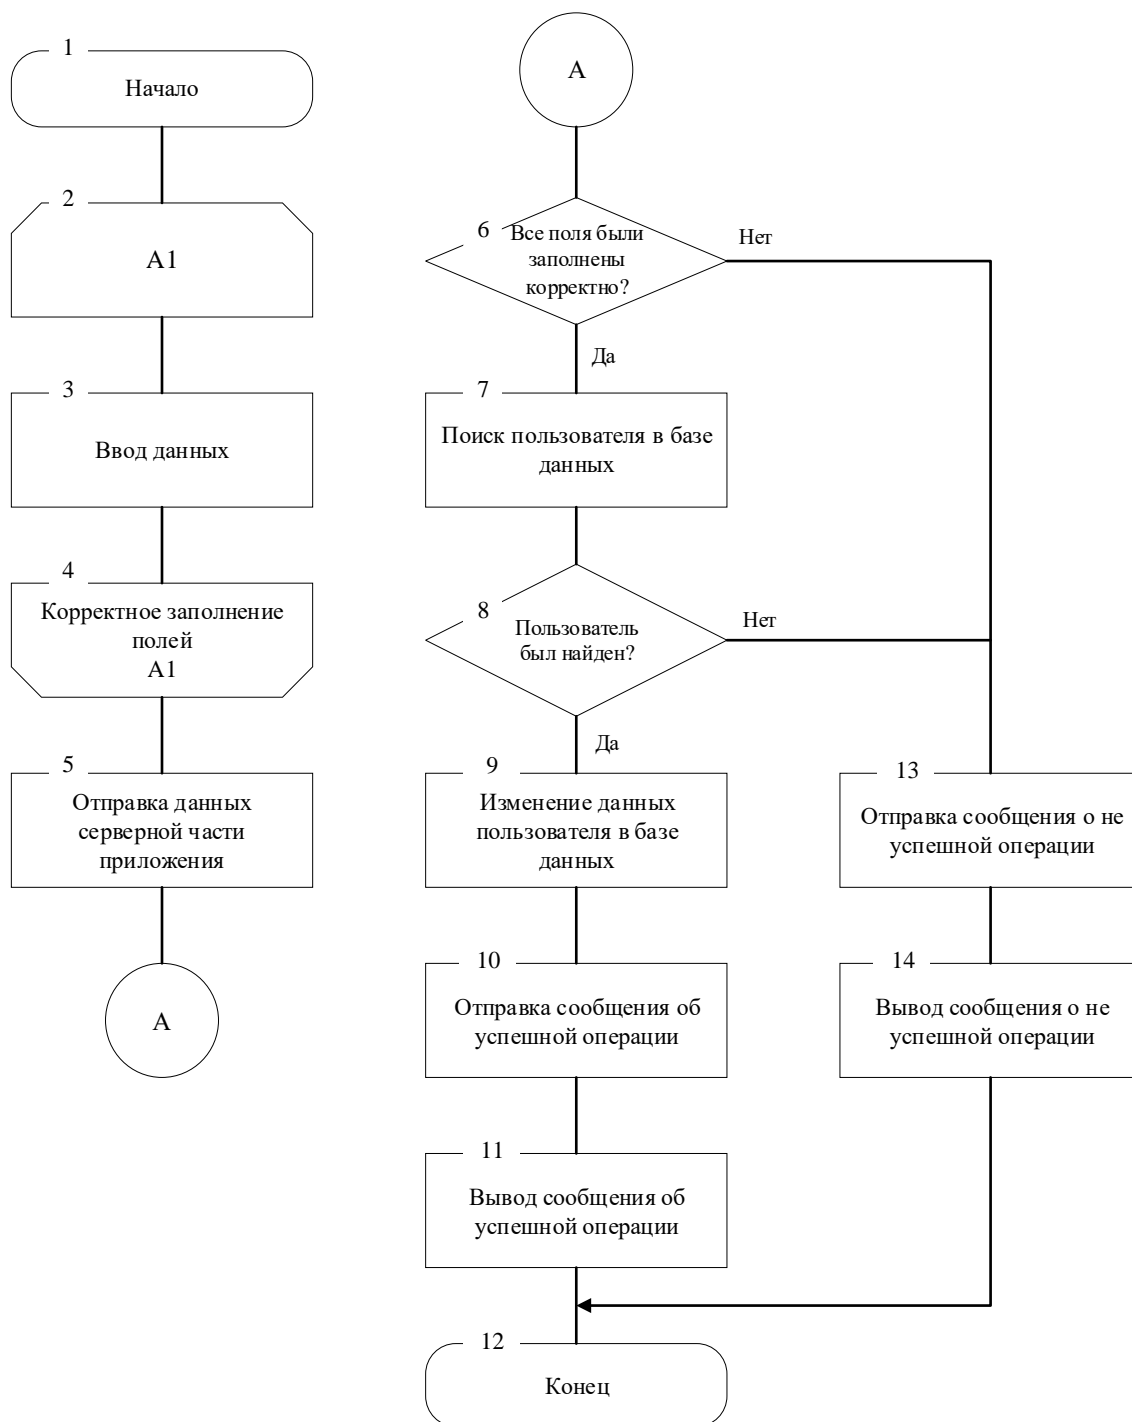 1
Начало
2
А1
3
Ввод данных
4
Корректное заполнение
полей
А1
5
Отправка данных
серверной части
приложения
А
А
6
Все поля были
заполнены
корректно?
Нет
Да
7
Поиск пользователя в базе
данных
8
Пользователь
был найден?
Нет
Да
9
Изменение данных
пользователя в базе
данных
10
Отправка сообщения об
успешной операции
11
Вывод сообщения об
успешной операции
12
Конец
13
Отправка сообщения о не
успешной операции
14
Вывод сообщения о не
успешной операции